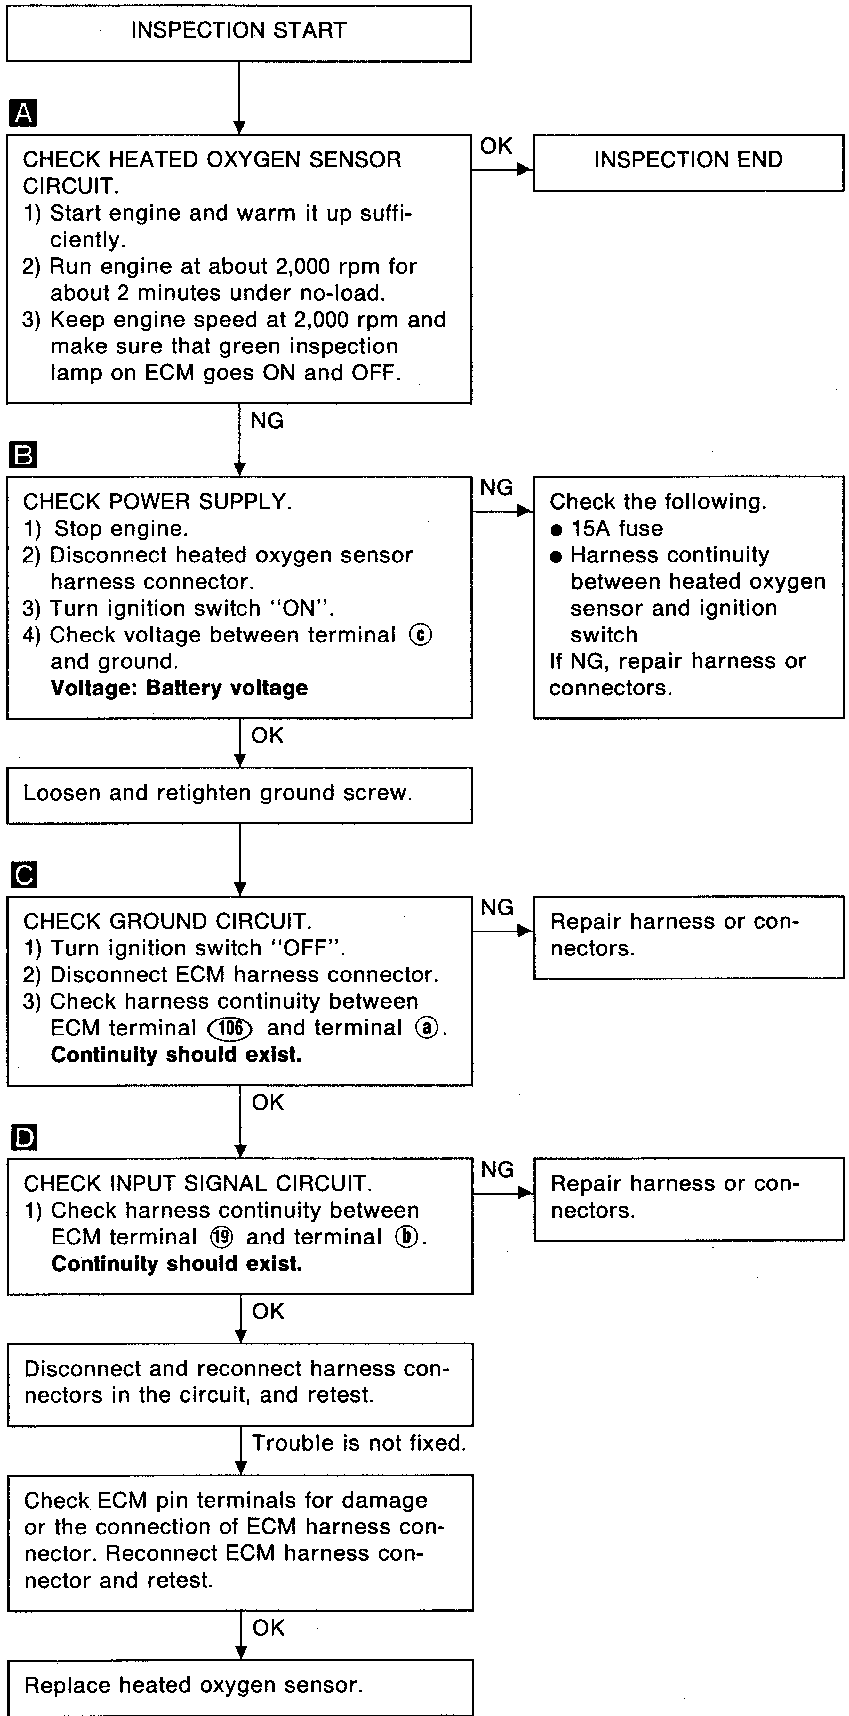 INSPECTION START
A
CHECK HEATED OXYGEN SENSOR
CIRCUIT.
1) Start engine and warm it up suffi-
ciently.
2) Run engine at about 2,000 rpm for
about 2 minutes under no-load.
3) Keep engine speed at 2,000 rpm and
make sure that green inspection
lamp on ECM goes ON and OFF.
OK
INSPECTION END
NG
B
CHECK POWER SUPPLY.
1) Stop engine.
2) Disconnect heated oxygen sensor
harness connector.
3) Turn ignition switch "ON".
4) Check voltage between terminal ⓒ
and ground.
Voltage: Battery voltage
NG
Check the following.
● 15A fuse
● Harness continuity
between heated oxygen
sensor and ignition
switch
If NG, repair harness or
connectors.
OK
Loosen and retighten ground screw.
C
CHECK GROUND CIRCUIT.
1) Turn ignition switch "OFF".
2) Disconnect ECM harness connector.
3) Check harness continuity between
ECM terminal (106) and terminal ⓐ.
Continuity should exist.
NG
Repair harness or con-
nectors.
OK
D
CHECK INPUT SIGNAL CIRCUIT.
1) Check harness continuity between
ECM terminal ⑲ and terminal ⓑ.
Continuity should exist.
NG
Repair harness or con-
nectors.
OK
Disconnect and reconnect harness con-
nectors in the circuit, and retest.
Trouble is not fixed.
Check ECM pin terminals for damage
or the connection of ECM harness con-
nector. Reconnect ECM harness con-
nector and retest.
OK
Replace heated oxygen sensor.